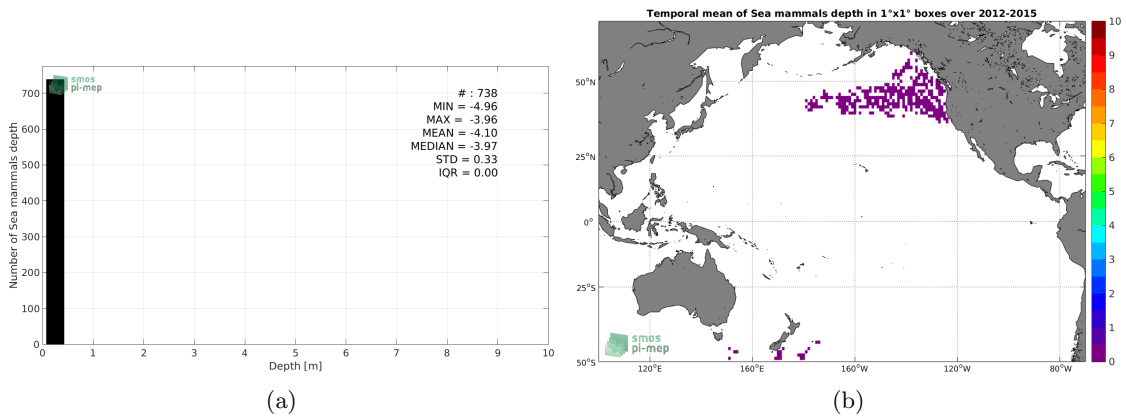 smos
pi-mep
# : 738
MIN = -4.96
MAX = -3.96
MEAN = -4.10
MEDIAN = -3.97
STD = 0.33
IQR = 0.00
Number of Sea mammals depth
700
600
500
400
300
200
100
0
0 1 2 3 4 5 6 7 8 9 10
Depth [m]
(a)
Temporal mean of Sea mammals depth in 1°x1° boxes over 2012-2015
50°N
25°N
0°
25°S
50°S
120°E 160°E 160°W 120°W 80°W
smos
pi-mep
10
9
8
7
6
5
4
3
2
1
0
(b)